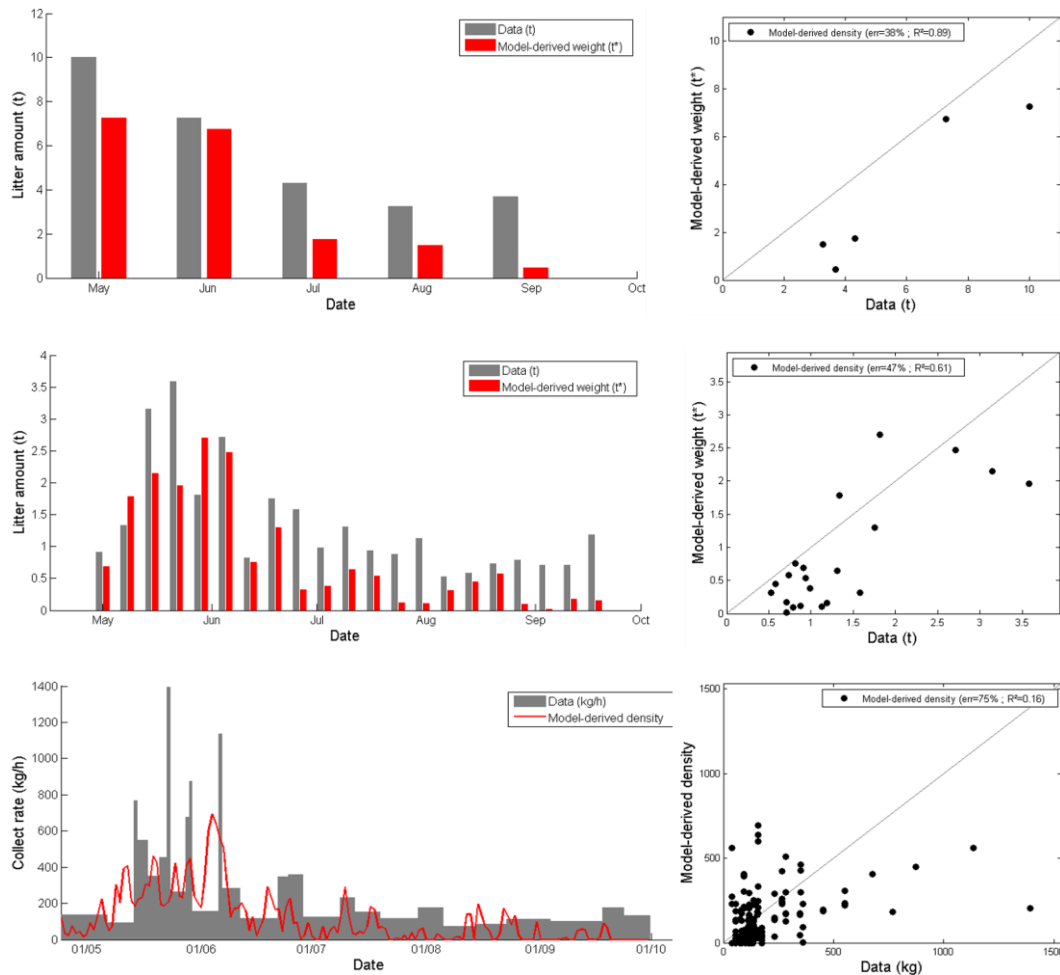 12
10
8
6
4
2
0
Litter amount (t)
Data (t)
Model-derived weight (t*)
May
Jun
Jul
Aug
Sep
Oct
Date
Model-derived density (err=38% ; R²=0.89)
10
8
6
4
2
0
Model-derived weight (t*)
0
2
4
6
8
10
Data (t)
4
3.5
3
2.5
2
1.5
1
0.5
0
Litter amount (t)
Data (t)
Model-derived weight (t*)
May
Jun
Jul
Aug
Sep
Oct
Date
Model-derived density (err=47% ; R²=0.61)
3.5
3
2.5
2
1.5
1
0.5
0
Model-derived weight (t*)
0
0.5
1
1.5
2
2.5
3
3.5
Data (t)
1400
1200
1000
800
600
400
200
0
Collect rate (kg/h)
Data (kg/h)
Model-derived density
01/05
01/06
01/07
01/08
01/09
01/10
Date
Model-derived density (err=75% ; R²=0.16)
1500
1000
500
0
Model-derived density
0
500
1000
1500
Data (kg)